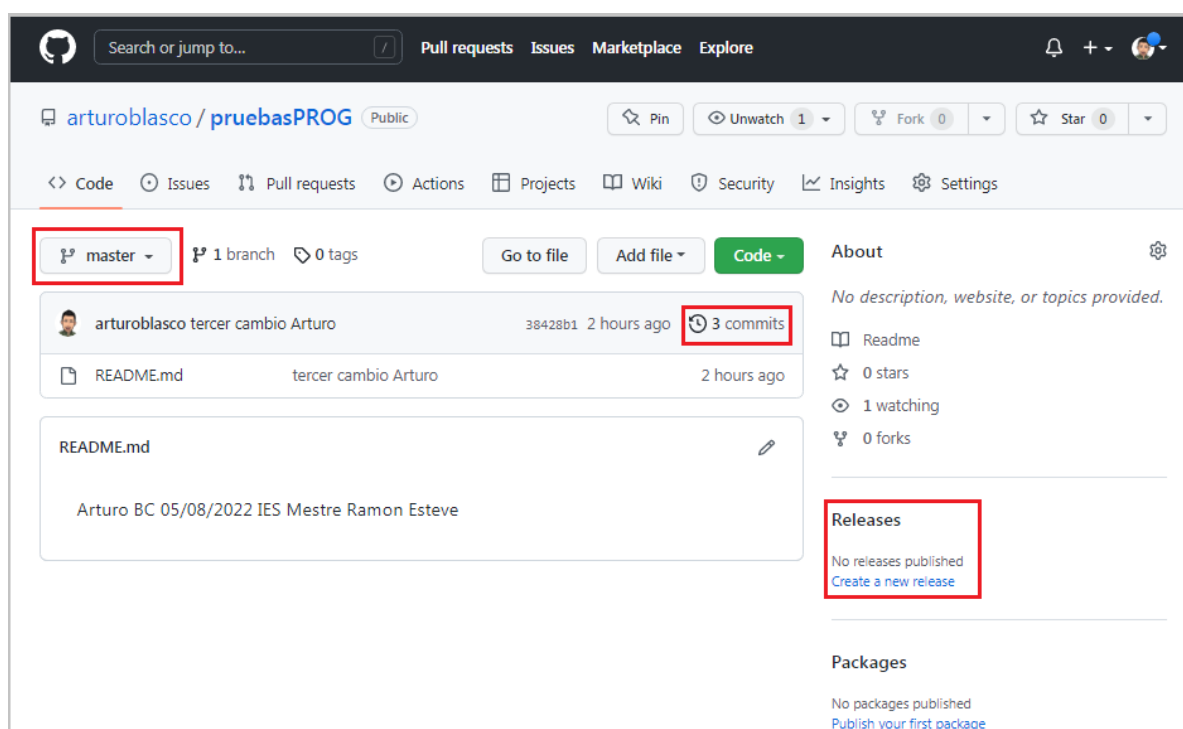 Search or jump to... / Pull requests Issues Marketplace Explore
arturoblasco / pruebasPROG Public Pin Unwatch 1 Fork 0 Star 0
Code Issues Pull requests Actions Projects Wiki Security Insights Settings
master 1 branch 0 tags Go to file Add file Code
arturoblasco tercer cambio Arturo 38428b1 2 hours ago 3 commits
README.md tercer cambio Arturo 2 hours ago
README.md
Arturo BC 05/08/2022 IES Mestre Ramon Esteve
About
No description, website, or topics provided.
Readme
0 stars
1 watching
0 forks
Releases
No releases published
Create a new release
Packages
No packages published
Publish your first package